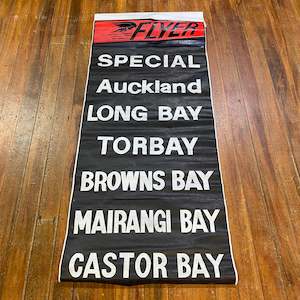 FLYER
SPECIAL
Auckland
LONG BAY
TORBAY
BROWNS BAY
MAIRANGI BAY
CASTOR BAY